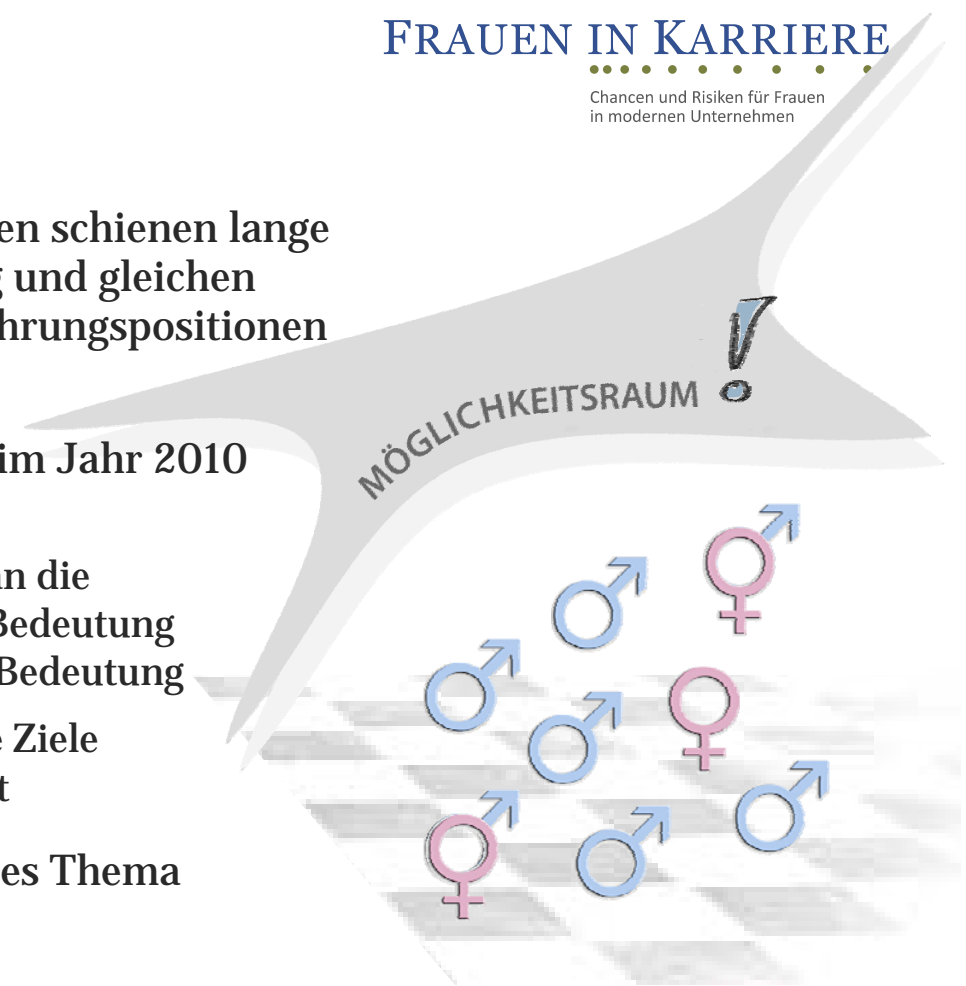 FRAUEN IN KARRIERE
Chancen und Risiken für Frauen
in modernen Unternehmen
en schienen lange
g und gleichen
hrungspositionen
MÖGLICHKEITSRAUM !
im Jahr 2010
n die
Bedeutung
Bedeutung
e Ziele
t
es Thema